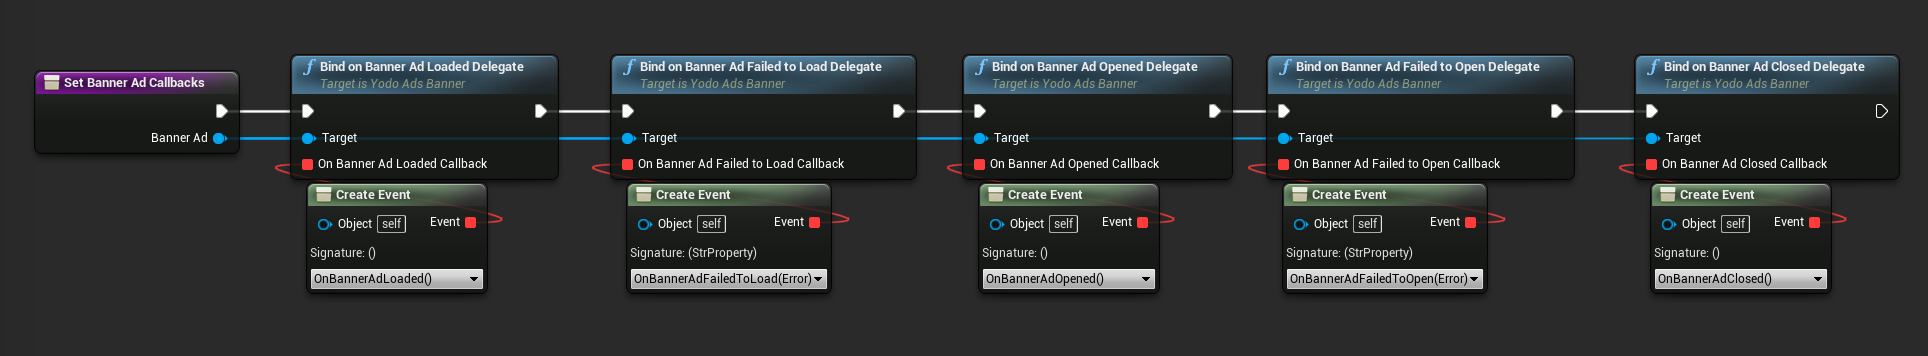 Set Banner Ad Callbacks
Banner Ad
Bind on Banner Ad Loaded Delegate
Target is Yodo Ads Banner
Target
On Banner Ad Loaded Callback
Create Event
Object self Event
Signature: ()
OnBannerAdLoaded()
Bind on Banner Ad Failed to Load Delegate
Target is Yodo Ads Banner
Target
On Banner Ad Failed to Load Callback
Create Event
Object self Event
Signature: (StrProperty)
OnBannerAdFailedToLoad(Error)
Bind on Banner Ad Opened Delegate
Target is Yodo Ads Banner
Target
On Banner Ad Opened Callback
Create Event
Object self Event
Signature: ()
OnBannerAdOpened()
Bind on Banner Ad Failed to Open Delegate
Target is Yodo Ads Banner
Target
On Banner Ad Failed to Open Callback
Create Event
Object self Event
Signature: (StrProperty)
OnBannerAdFailedToOpen(Error)
Bind on Banner Ad Closed Delegate
Target is Yodo Ads Banner
Target
On Banner Ad Closed Callback
Create Event
Object self Event
Signature: ()
OnBannerAdClosed()